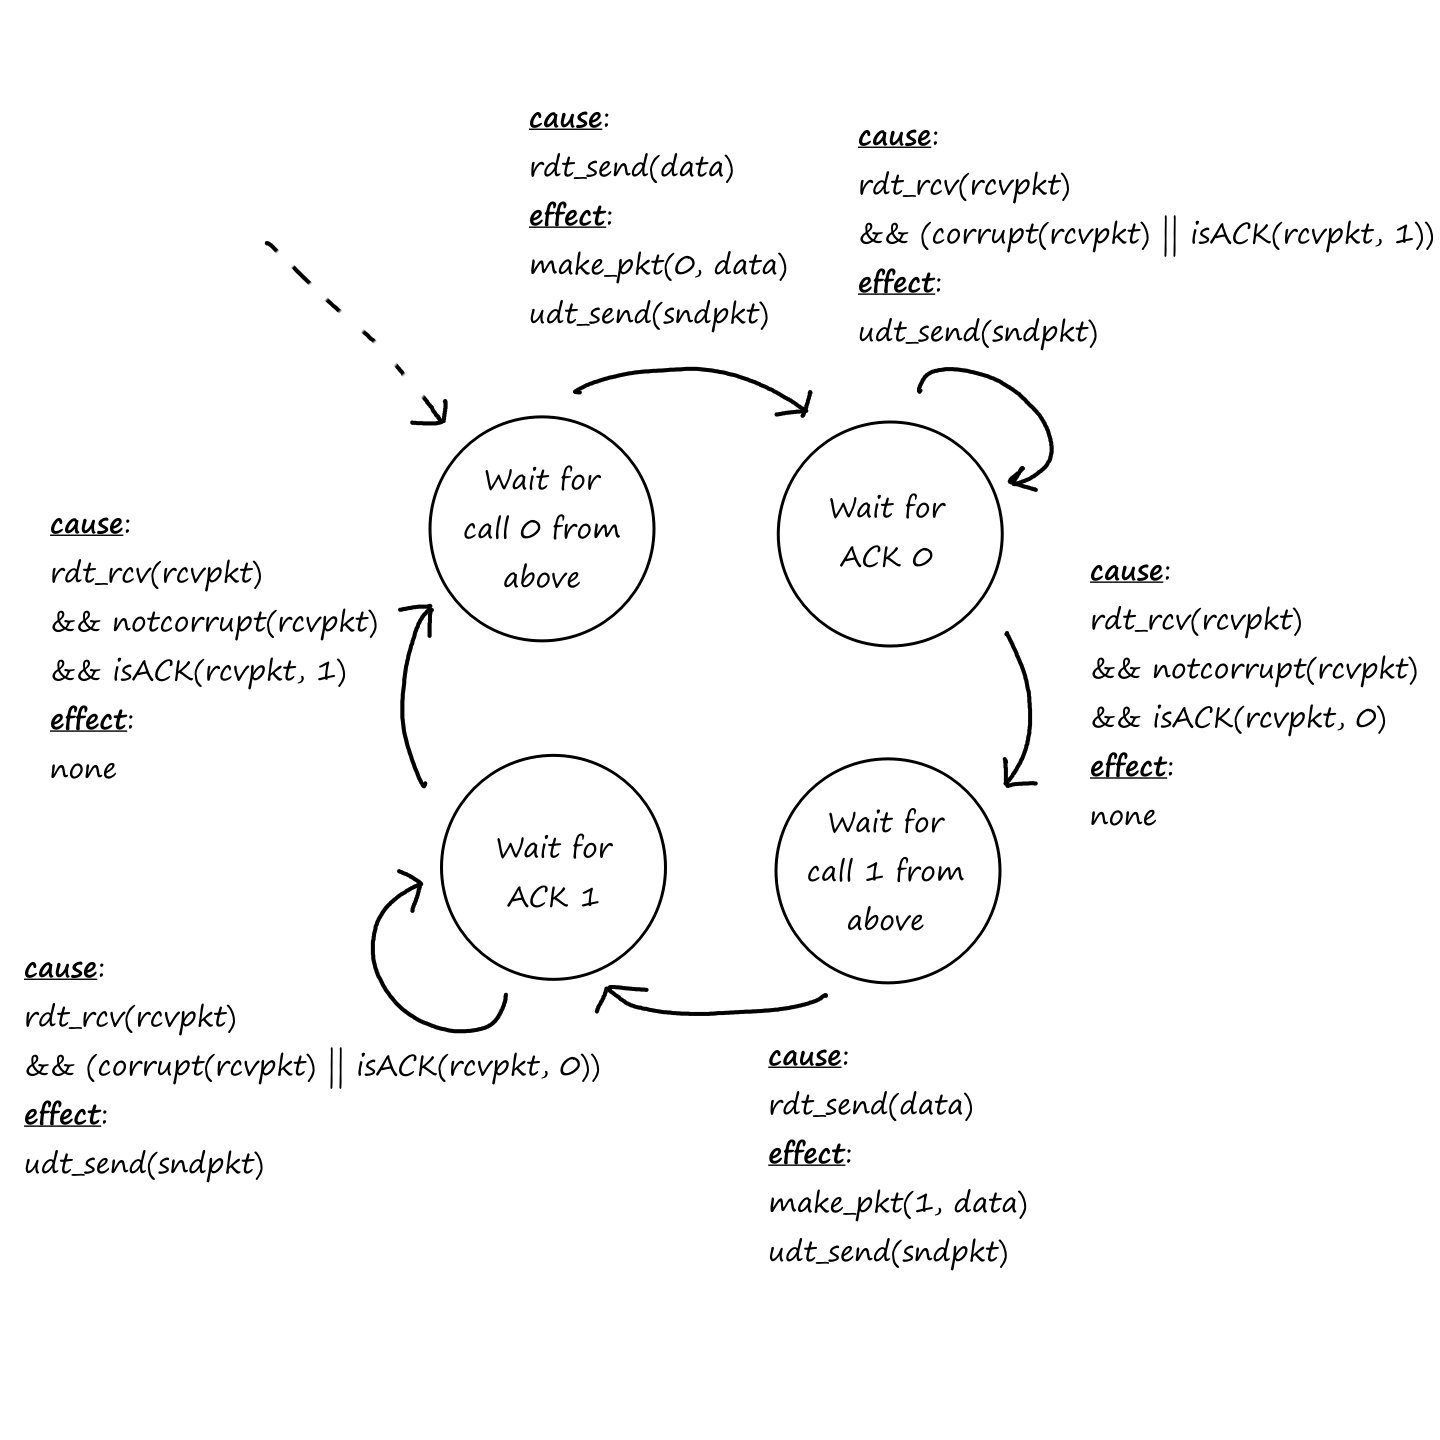 cause:
rdt_send(data)
effect:
make_pkt(0, data)
udt_send(sndpkt)
cause:
rdt_rcv(rcvpkt)
&& (corrupt(rcvpkt) || isACK(rcvpkt, 1))
effect:
udt_send(sndpkt)
Wait for
call 0 from
above
Wait for
ACK 0
cause:
rdt_rcv(rcvpkt)
&& notcorrupt(rcvpkt)
&& isACK(rcvpkt, 1)
effect:
none
cause:
rdt_rcv(rcvpkt)
&& notcorrupt(rcvpkt)
&& isACK(rcvpkt, 0)
effect:
none
Wait for
ACK 1
Wait for
call 1 from
above
cause:
rdt_rcv(rcvpkt)
&& (corrupt(rcvpkt) || isACK(rcvpkt, 0))
effect:
udt_send(sndpkt)
cause:
rdt_send(data)
effect:
make_pkt(1, data)
udt_send(sndpkt)